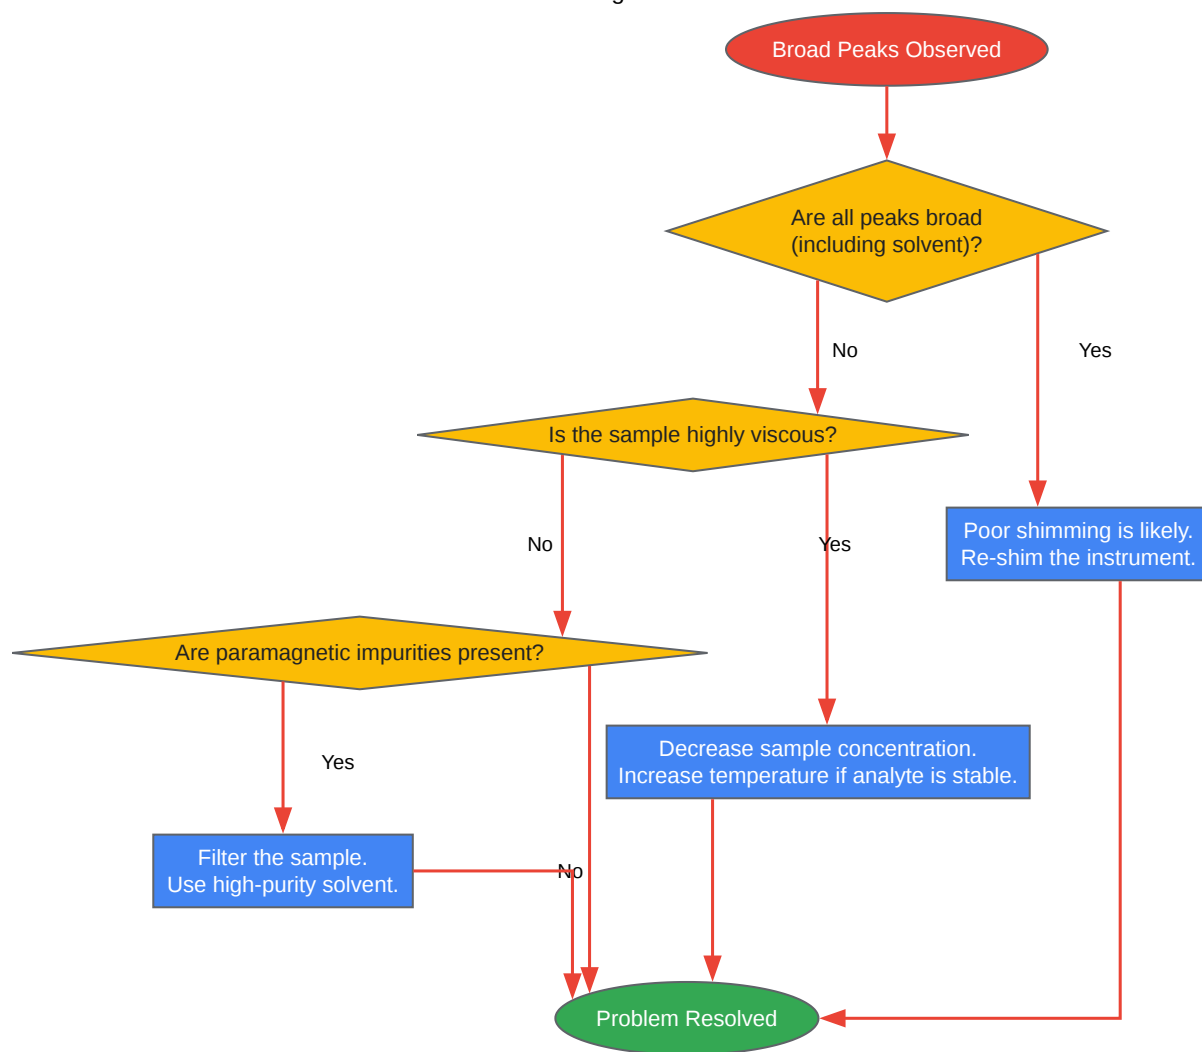 Broad Peaks Observed
Are all peaks broad
(including solvent)?
No
Yes
Is the sample highly viscous?
Poor shimming is likely.
Re-shim the instrument.
No
Yes
Are paramagnetic impurities present?
Decrease sample concentration.
Increase temperature if analyte is stable.
Yes
Filter the sample.
Use high-purity solvent.
No
Problem Resolved